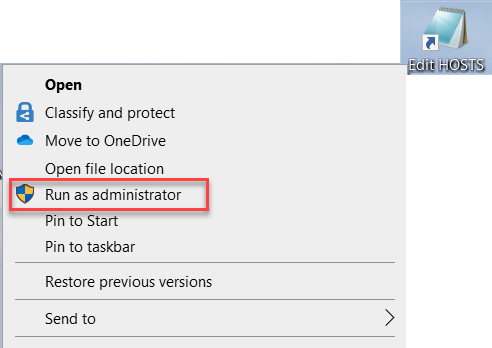 Edit HOSTS
Open
Classify and protect
Move to OneDrive
Open file location
Run as administrator
Pin to Start
Pin to taskbar
Restore previous versions
Send to